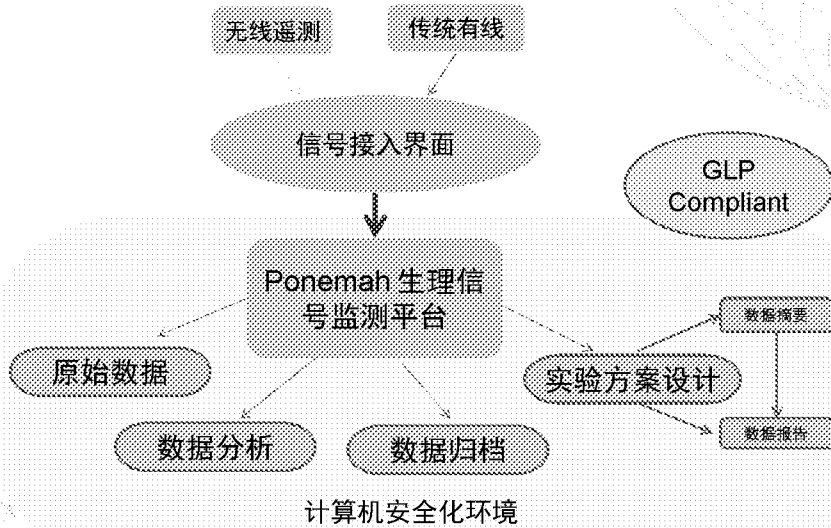 无线遥测
传统有线
信号接入界面
GLP
Compliant
Ponemah 生理信
号监测平台
数据摘要
原始数据
实验方案设计
数据报告
数据分析
数据归档
计算机安全化环境